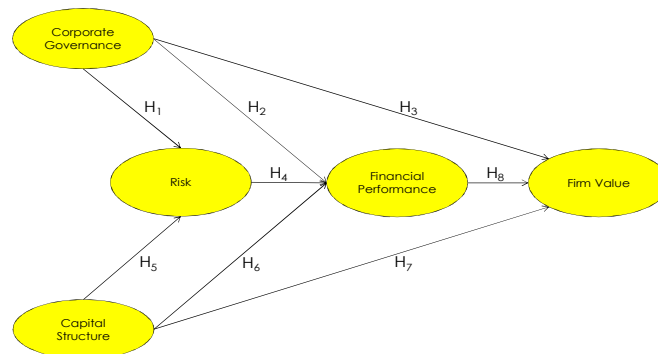 Corporate
Governance
H1
H2
H3
Risk
H4
Financial
Performance
H8
Firm Value
H5
H6
H7
Capital
Structure